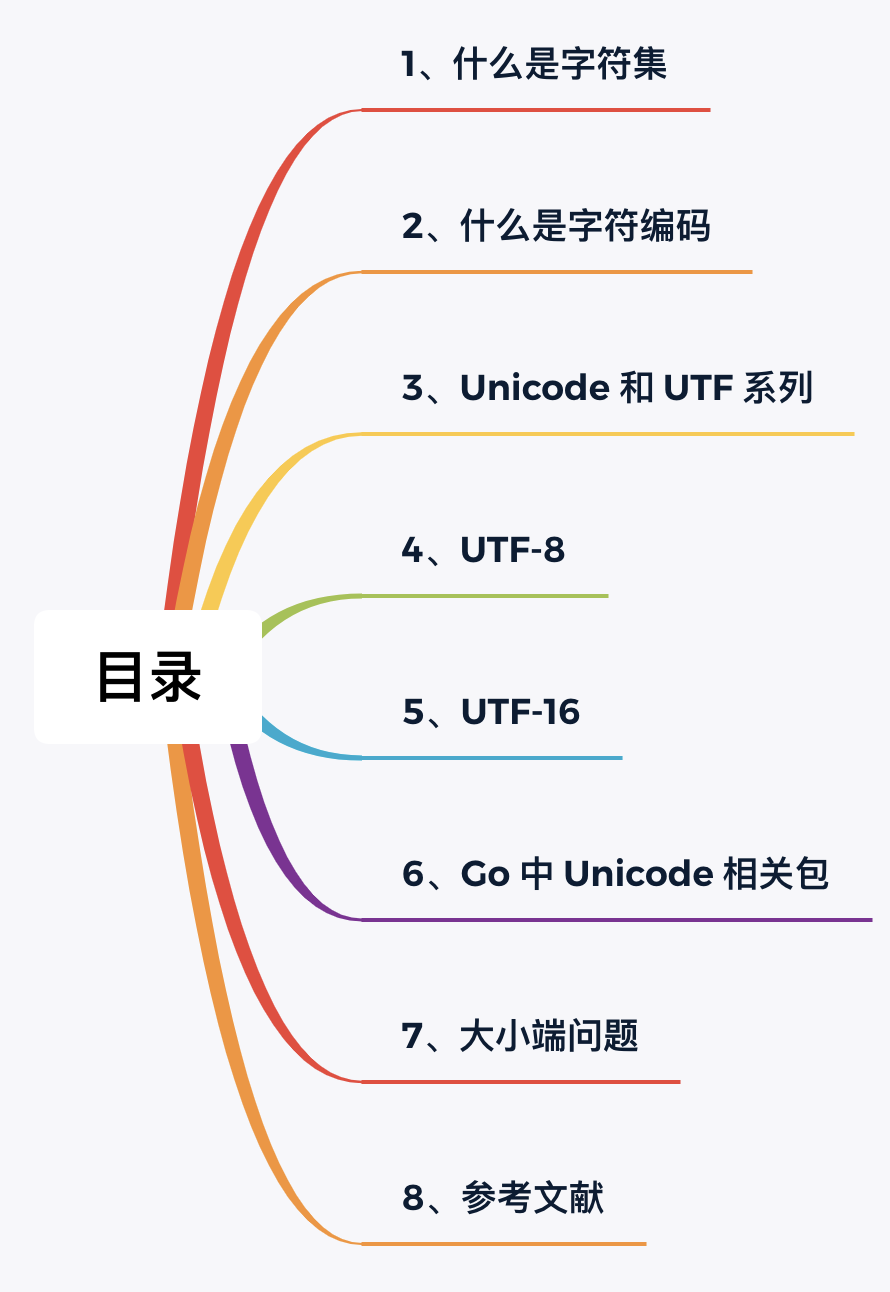 1、什么是字符集
2、什么是字符编码
3、Unicode 和 UTF 系列
4、UTF-8
目录
5、UTF-16
6、Go 中 Unicode 相关包
7、大小端问题
8、参考文献